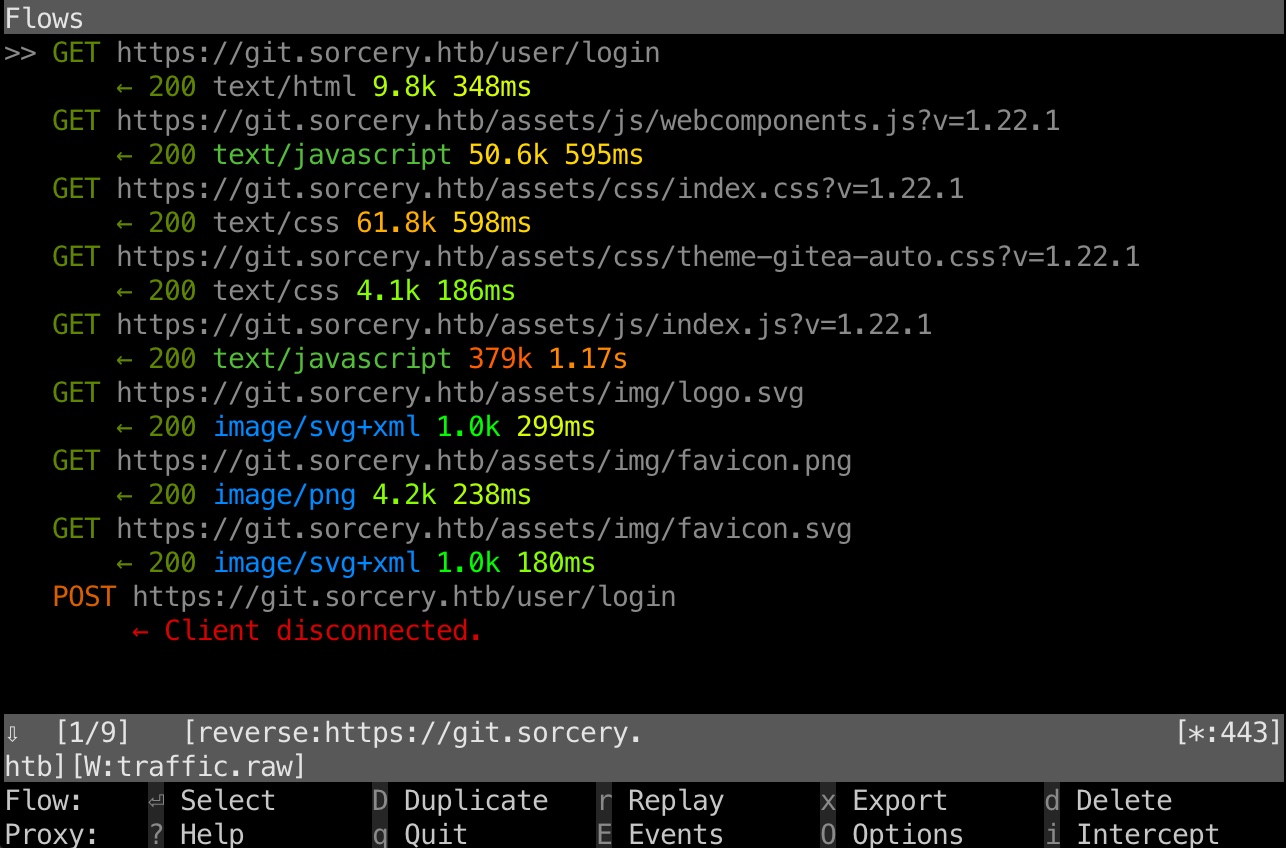 Flows
>> GET https://git.sorcery.htb/user/login
← 200 text/html 9.8k 348ms
GET https://git.sorcery.htb/assets/js/webcomponents.js?v=1.22.1
← 200 text/javascript 50.6k 595ms
GET https://git.sorcery.htb/assets/css/index.css?v=1.22.1
← 200 text/css 61.8k 598ms
GET https://git.sorcery.htb/assets/css/theme-gitea-auto.css?v=1.22.1
← 200 text/css 4.1k 186ms
GET https://git.sorcery.htb/assets/js/index.js?v=1.22.1
← 200 text/javascript 379k 1.17s
GET https://git.sorcery.htb/assets/img/logo.svg
← 200 image/svg+xml 1.0k 299ms
GET https://git.sorcery.htb/assets/img/favicon.png
← 200 image/png 4.2k 238ms
GET https://git.sorcery.htb/assets/img/favicon.svg
← 200 image/svg+xml 1.0k 180ms
POST https://git.sorcery.htb/user/login
← Client disconnected.
⇩ [1/9] [reverse:https://git.sorcery. [*:443]
htb][W:traffic.raw]
Flow: ⏎ Select D Duplicate r Replay x Export d Delete
Proxy: ? Help q Quit E Events O Options i Intercept